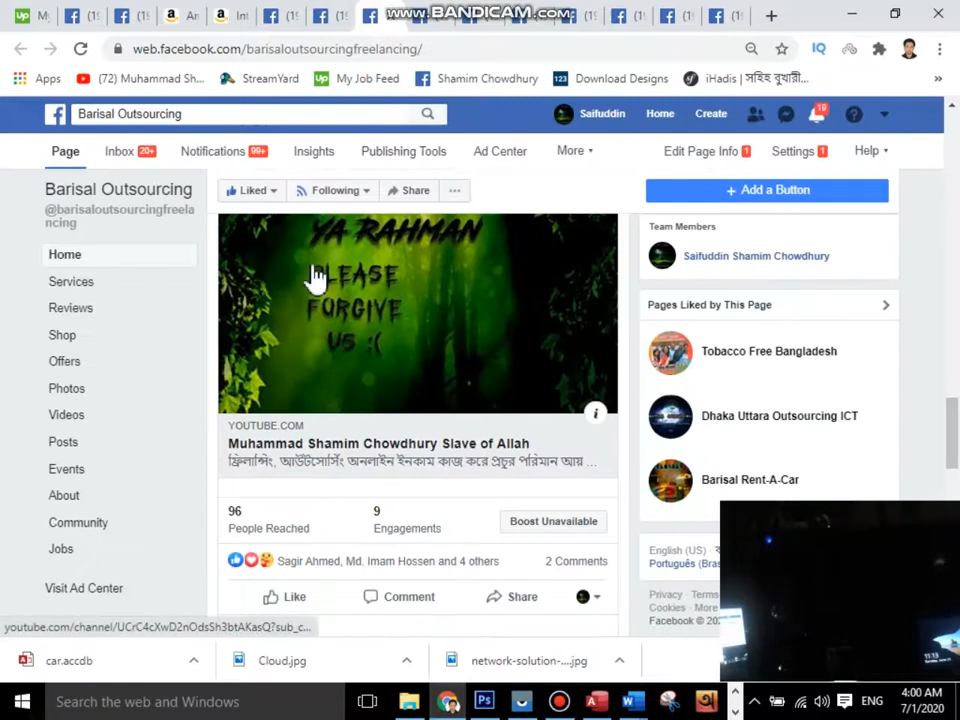 www.BANDICAM.com
web.facebook.com/barisaloutsourcingfreelancing/
Apps
(72) Muhammad Sh...
StreamYard
My Job Feed
Shamim Chowdhury
Download Designs
iHadis | সহিহ বুখারী...
»
Barisal Outsourcing
Saifuddin
Home
Create
19
Page
Inbox 20+
Notifications 99+
Insights
Publishing Tools
Ad Center
More
Edit Page Info 1
Settings 1
Help
Barisal Outsourcing
@barisaloutsourcingfreela
ncing
Liked
Following
Share
...
+ Add a Button
Home
Services
Reviews
Shop
Offers
Photos
Videos
Posts
Events
About
Community
Jobs
Visit Ad Center
YA RAHMAN
PLEASE
FORGIVE
US :(
YOUTUBE.COM
Muhammad Shamim Chowdhury Slave of Allah
ফ্রিলান্সিং, আউটসোর্সিং অনলাইন ইনকাম কাজ করে প্রচুর পরিমান আয় ...
96
People Reached
9
Engagements
Boost Unavailable
Sagir Ahmed, Md. Imam Hossen and 4 others
2 Comments
Like
Comment
Share
Team Members
Saifuddin Shamim Chowdhury
Pages Liked by This Page
Tobacco Free Bangladesh
Dhaka Uttara Outsourcing ICT
Barisal Rent-A-Car
English (US)
Português (Bras
Privacy · Terms
Cookies · More
Facebook © 202
youtube.com/channel/UCrC4cXwD2nOdsSh3btAKasQ?sub_c...
car.accdb
Cloud.jpg
network-solution-....jpg
11:13
Search the web and Windows
ENG
4:00 AM
7/1/2020